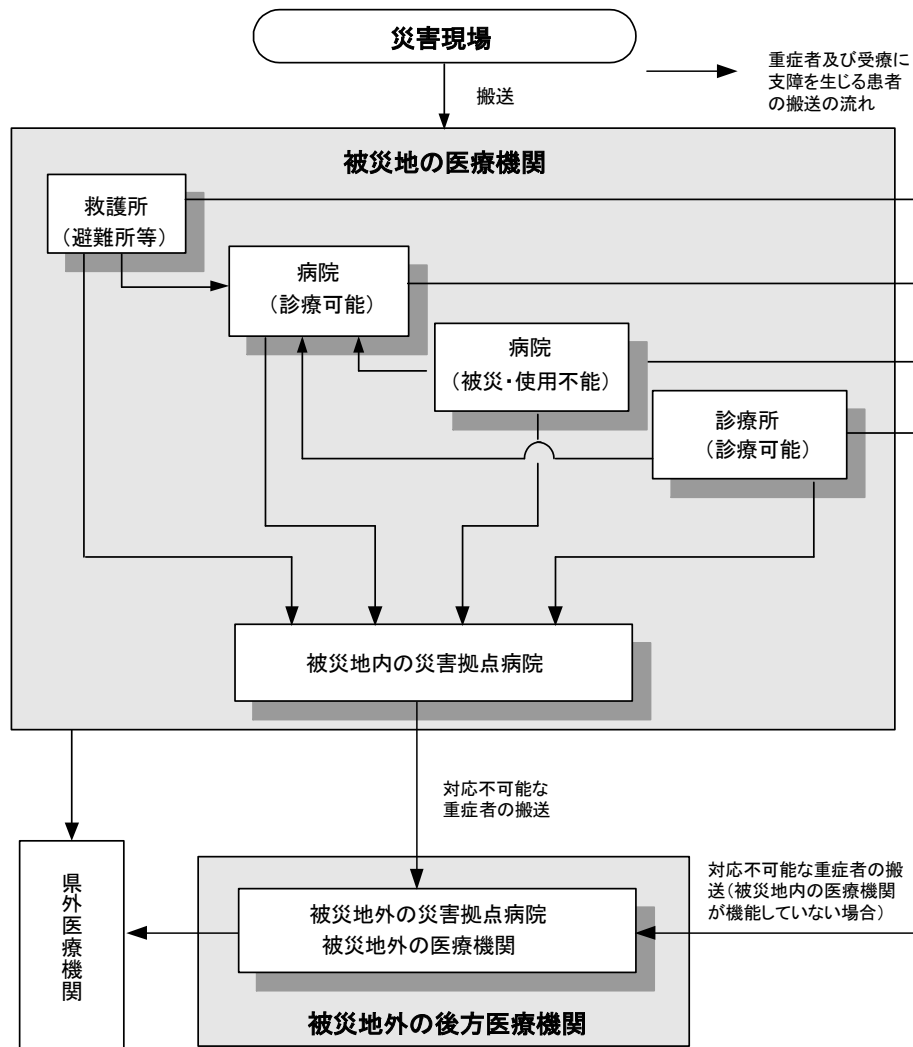 災害現場
重症者及び受療に
支障を生じる患者
の搬送の流れ
搬送
被災地の医療機関
救護所
（避難所等）
病院
（診療可能）
病院
（被災・使用不能）
診療所
（診療可能）
被災地内の災害拠点病院
対応不可能な
重症者の搬送
県外医療機関
対応不可能な重症者の搬
送（被災地内の医療機関
が機能していない場合）
被災地外の災害拠点病院
被災地外の医療機関
被災地外の後方医療機関